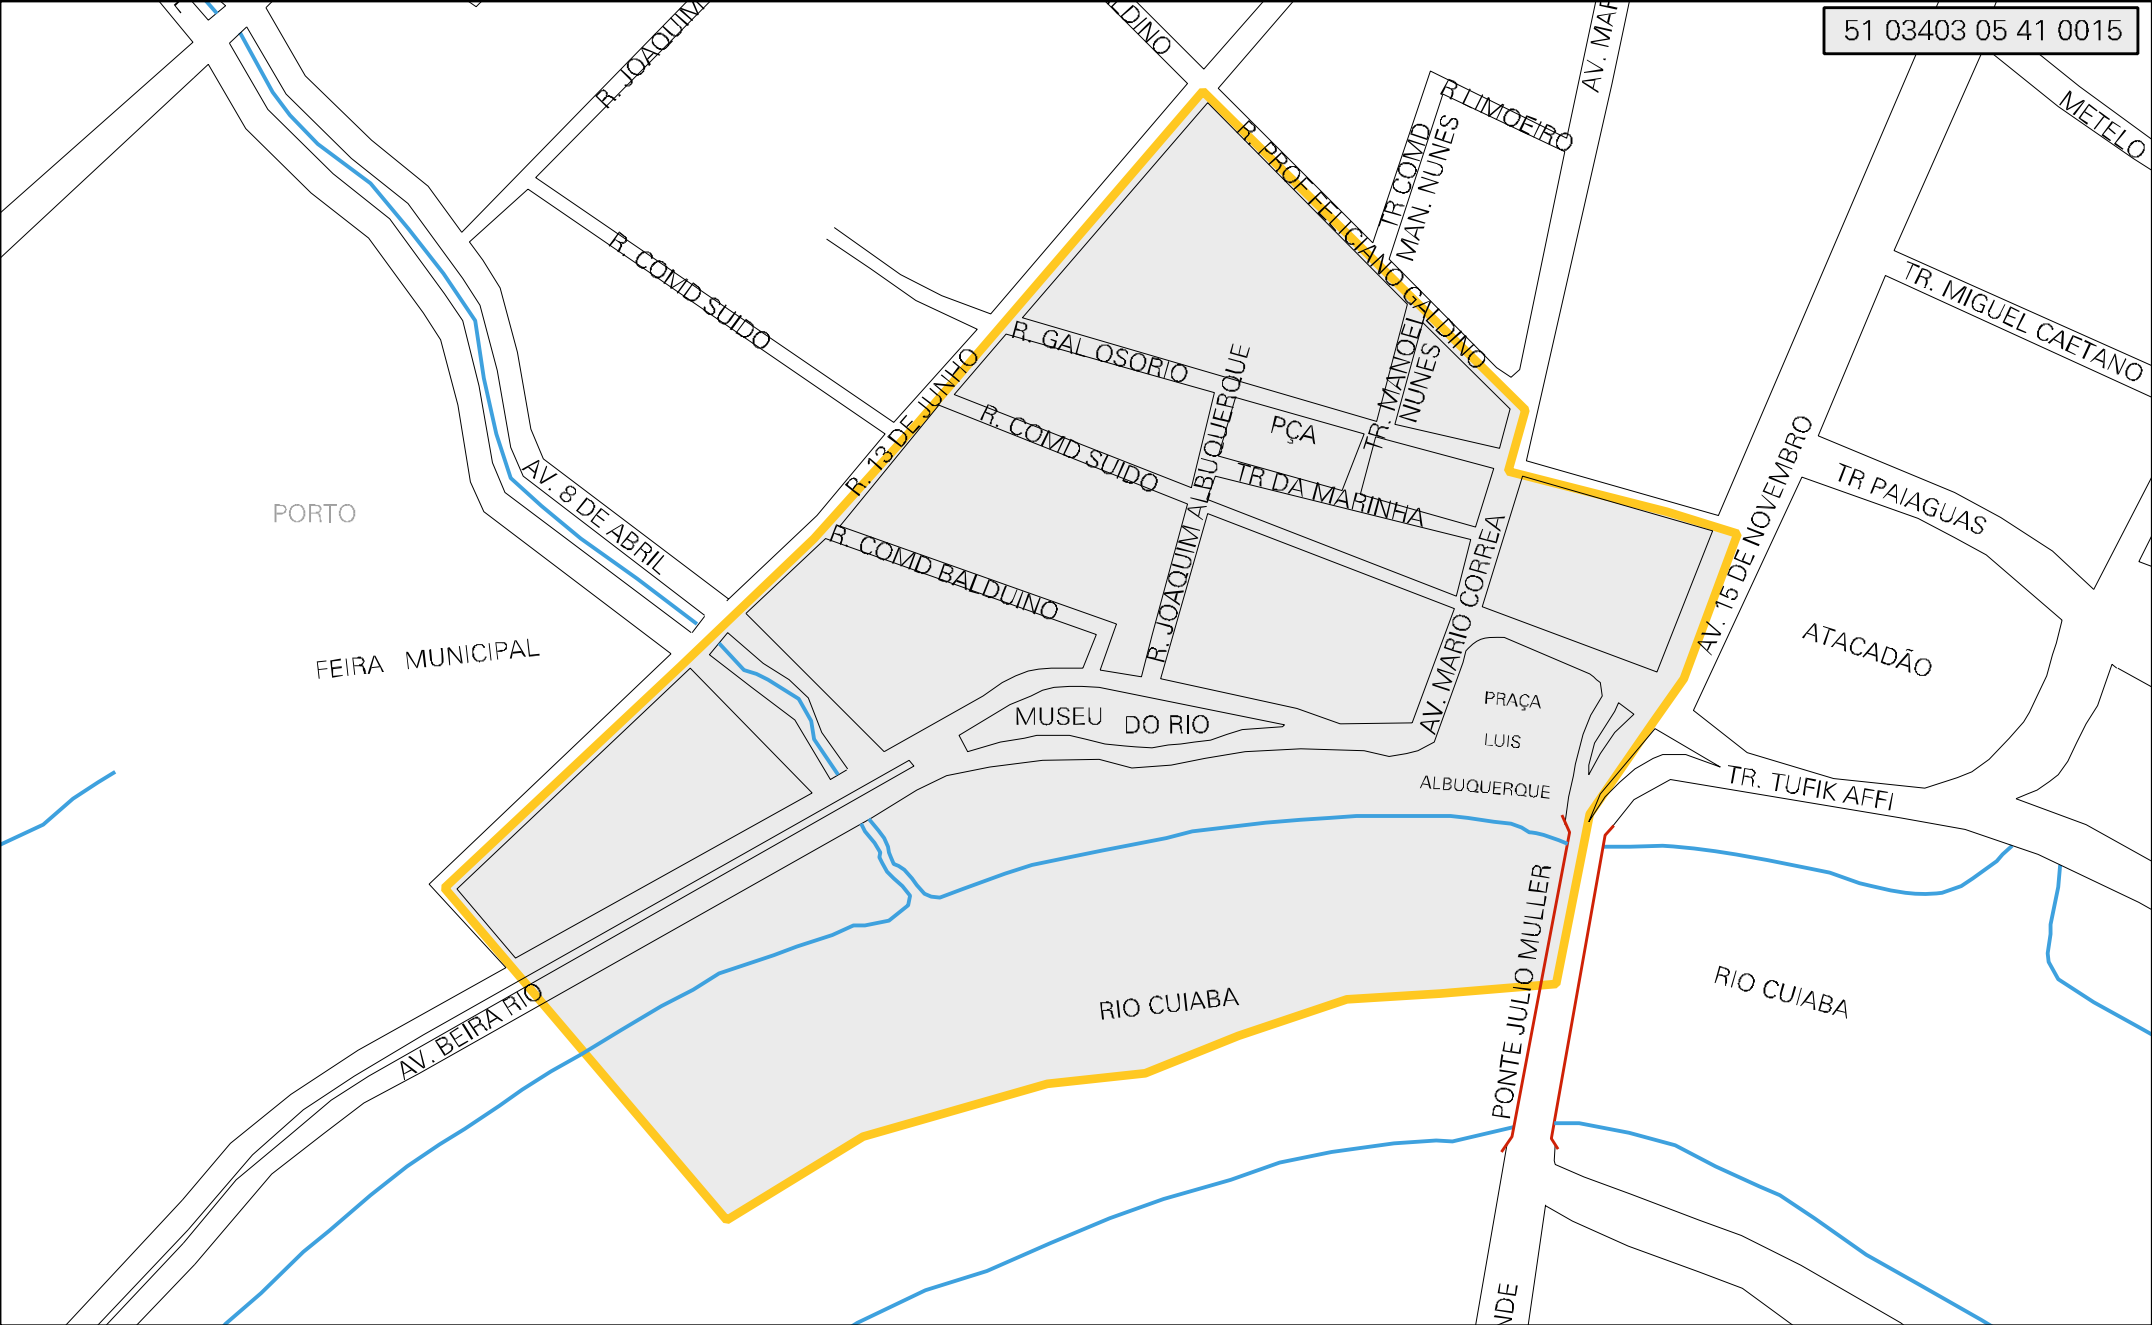 51 03403 05 41 0015
R. JOAQUIM
LDINO
AV. MAR
METELO
R LIMOEIRO
TR. COMD
MAN. NUNES
R. PROF FELICIANO GALDINO
R. COMD SUIDO
TR. MIGUEL CAETANO
R. GAL OSORIO
R. 13 DE JUNHO
R. JOAQUIM ALBUQUERQUE
TR. MANOEL
NUNES
PÇA
R. COMD SUIDO
TR DA MARINHA
AV. 15 DE NOVEMBRO
TR PAIAGUAS
AV. 8 DE ABRIL
PORTO
R. COMD BALDUINO
AV. MARIO CORREA
ATACADÃO
FEIRA MUNICIPAL
MUSEU DO RIO
PRAÇA
LUIS
ALBUQUERQUE
TR. TUFIK AFFI
PONTE JULIO MULLER
RIO CUIABA
RIO CUIABA
AV. BEIRA RIO
NDE